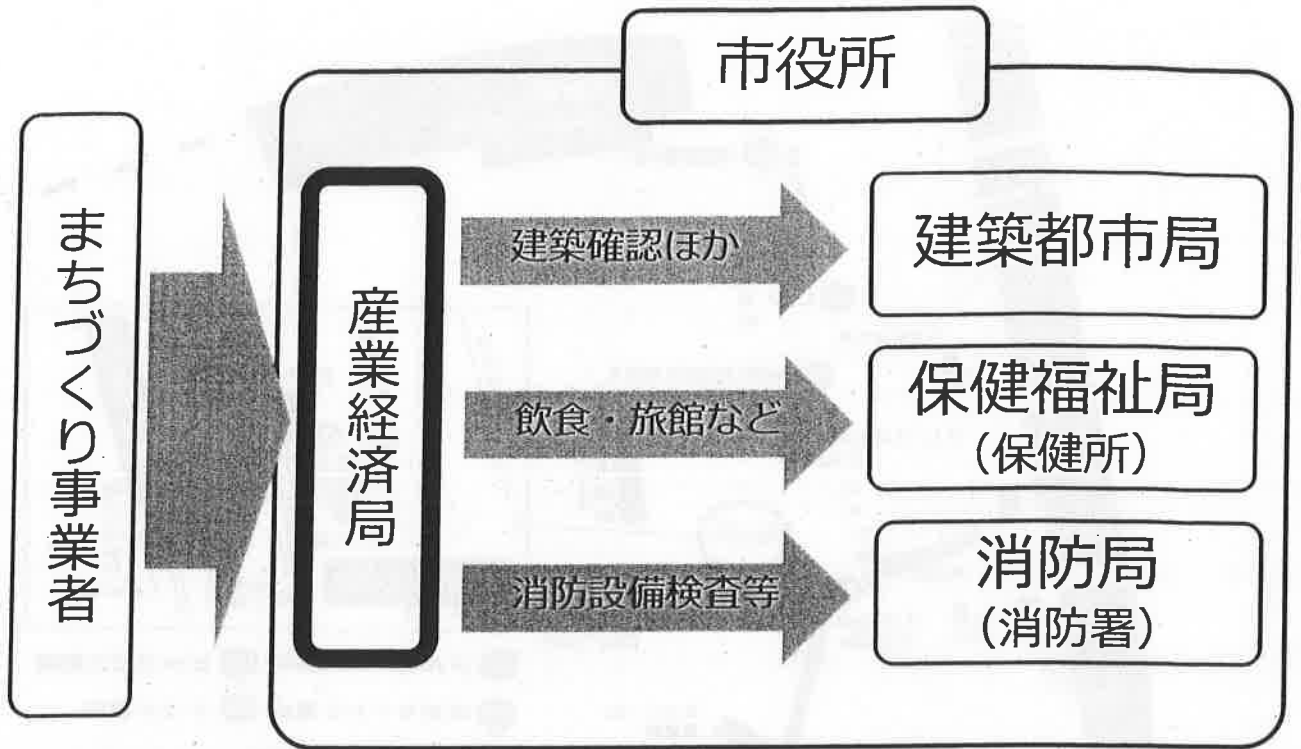 市役所
まちづくり事業者
産業経済局
建築確認ほか
建築都市局
飲食・旅館など
保健福祉局
(保健所)
消防設備検査等
消防局
(消防署)